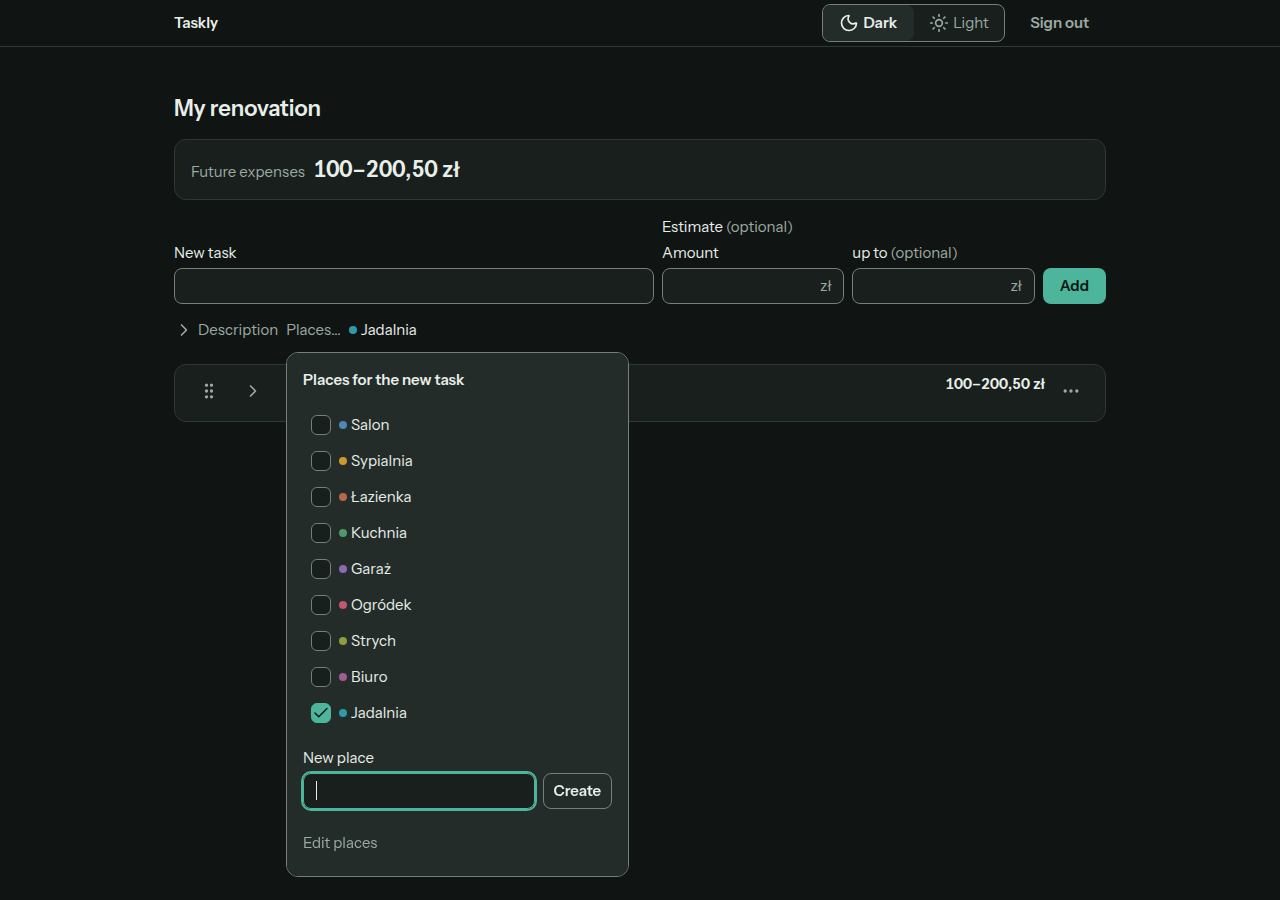 Taskly Dark Light Sign out
My renovation
Future expenses 100–200,50 zł
Estimate (optional)
New task Amount up to (optional)
zł zł Add
Description Places... Jadalnia
Places for the new task
100–200,50 zł
Salon
Sypialnia
Łazienka
Kuchnia
Garaż
Ogródek
Strych
Biuro
Jadalnia
New place
Create
Edit places